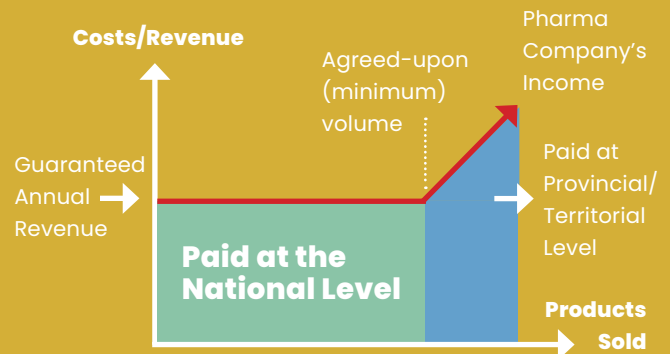 Costs/Revenue
Agreed-upon
(minimum)
volume
Pharma
Company’s
Income
Guaranteed
Annual
Revenue
Paid at
Provincial/
Territorial
Level
Paid at the
National Level
Products
Sold